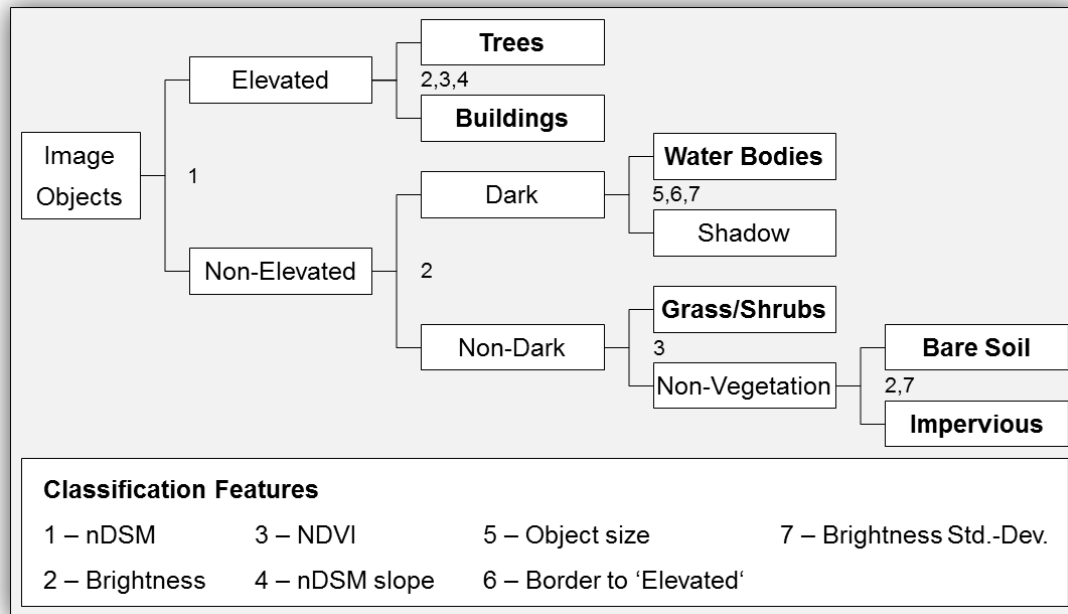 Trees
Elevated
2,3,4
Buildings
Image
Objects
1
Water Bodies
Dark
5,6,7
Shadow
Non-Elevated
2
Grass/Shrubs
Non-Dark
3
Non-Vegetation
Bare Soil
2,7
Impervious
Classification Features
1 – nDSM 3 – NDVI 5 – Object size 7 – Brightness Std.-Dev.
2 – Brightness 4 – nDSM slope 6 – Border to ‘Elevated‘